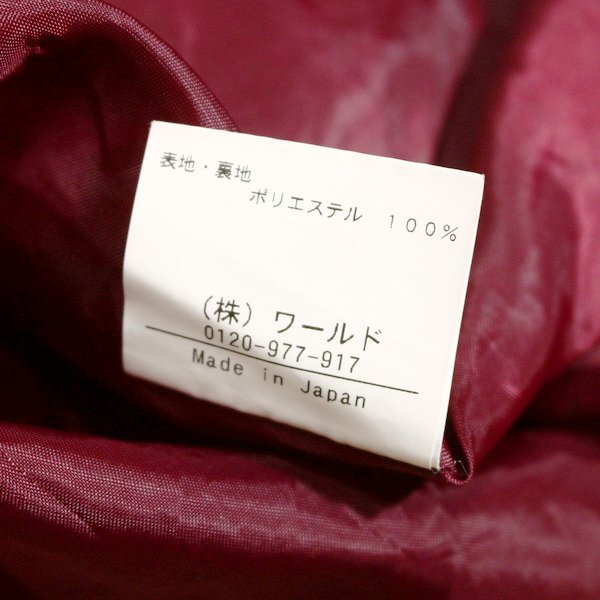 表地・裏地
ポリエステル 100%
(株) ワールド
0120-977-917
Made in Japan